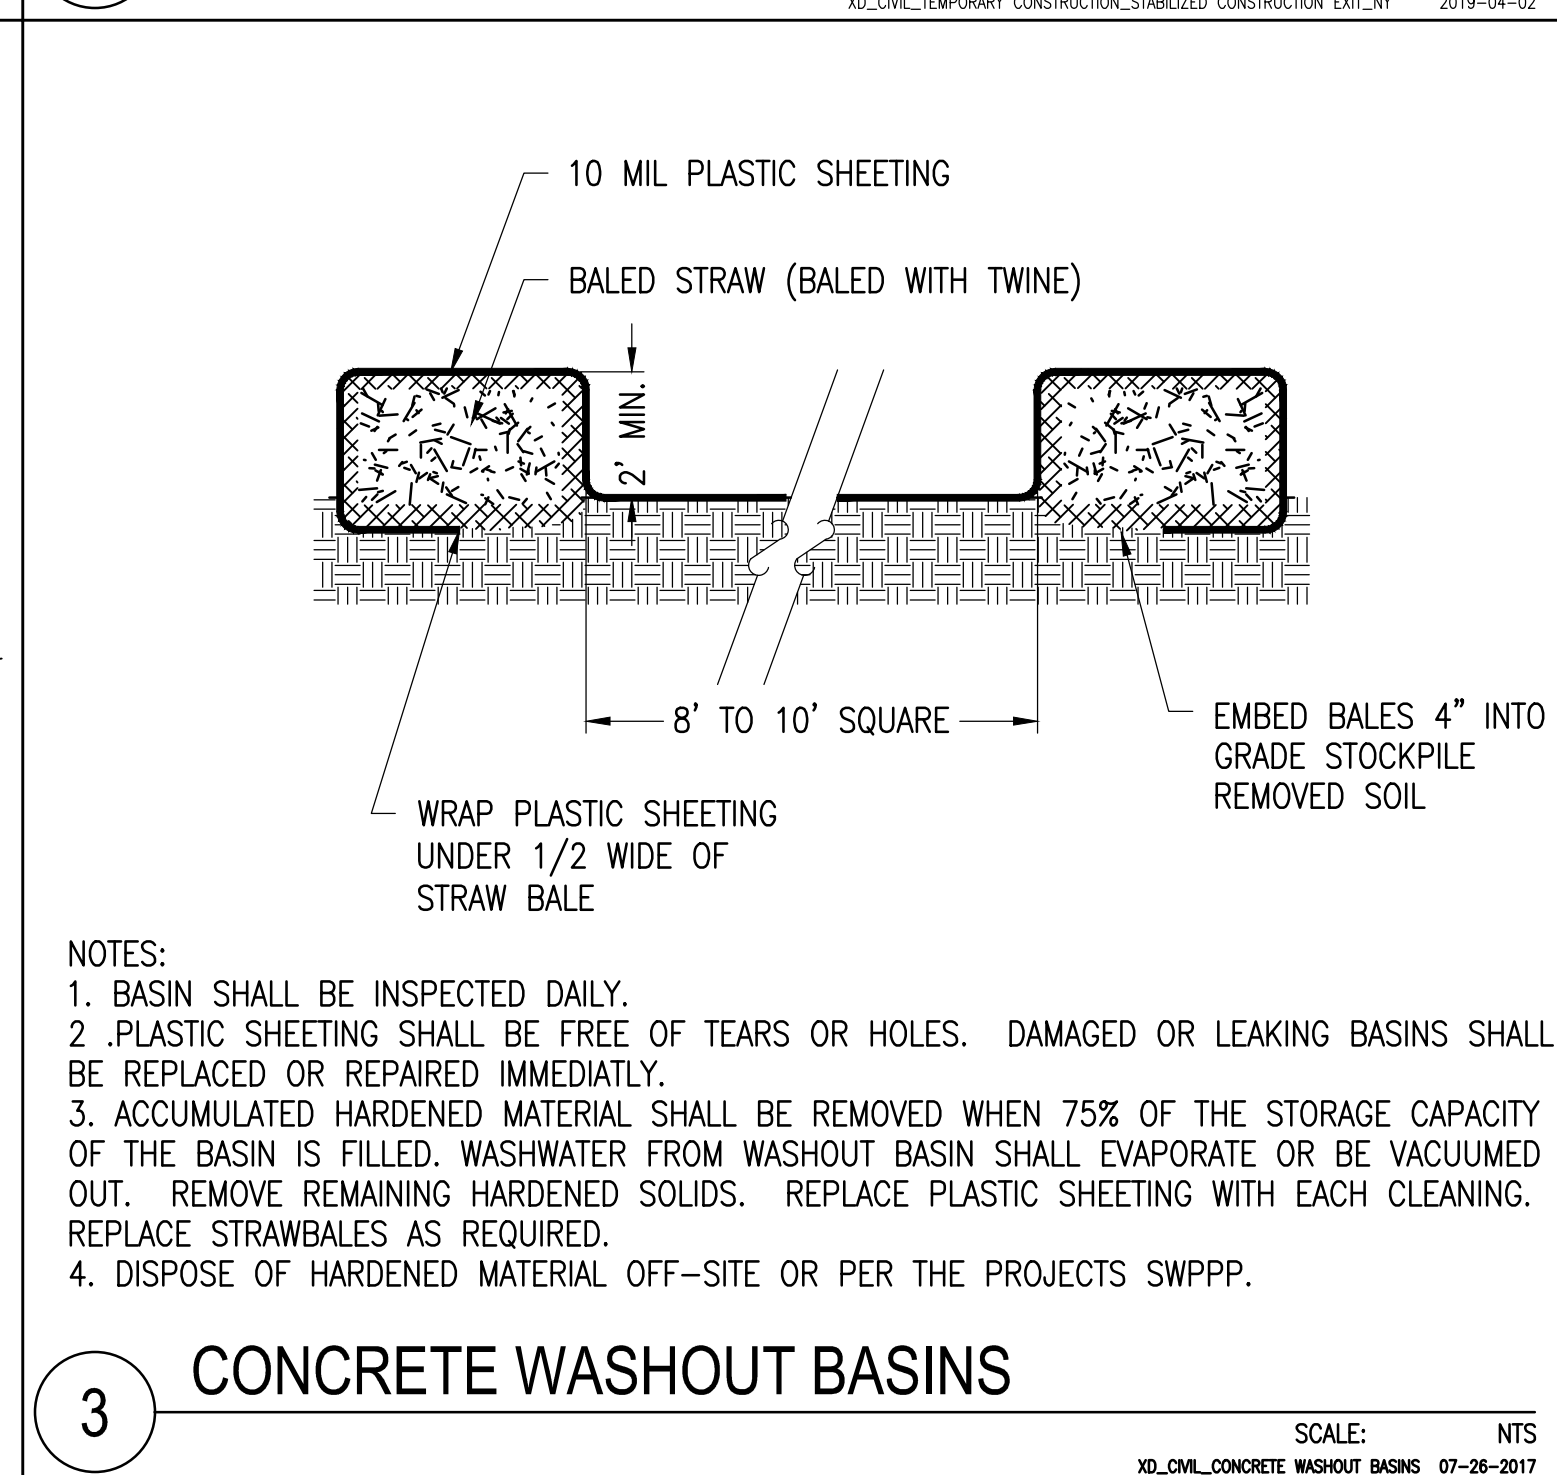 XD_CIVIL_TEMPORARY CONSTRUCTION_STABILIZED CONSTRUCTION EXIT_NY 2019-04-02
10 MIL PLASTIC SHEETING
BALED STRAW (BALED WITH TWINE)
2' MIN.
8' TO 10' SQUARE
EMBED BALES 4" INTO
GRADE STOCKPILE
REMOVED SOIL
WRAP PLASTIC SHEETING
UNDER 1/2 WIDE OF
STRAW BALE
NOTES:
1. BASIN SHALL BE INSPECTED DAILY.
2 .PLASTIC SHEETING SHALL BE FREE OF TEARS OR HOLES. DAMAGED OR LEAKING BASINS SHALL
BE REPLACED OR REPAIRED IMMEDIATLY.
3. ACCUMULATED HARDENED MATERIAL SHALL BE REMOVED WHEN 75% OF THE STORAGE CAPACITY
OF THE BASIN IS FILLED. WASHWATER FROM WASHOUT BASIN SHALL EVAPORATE OR BE VACUUMED
OUT. REMOVE REMAINING HARDENED SOLIDS. REPLACE PLASTIC SHEETING WITH EACH CLEANING.
REPLACE STRAWBALES AS REQUIRED.
4. DISPOSE OF HARDENED MATERIAL OFF-SITE OR PER THE PROJECTS SWPPP.
3
CONCRETE WASHOUT BASINS
SCALE: NTS
XD_CIVIL_CONCRETE WASHOUT BASINS 07-26-2017